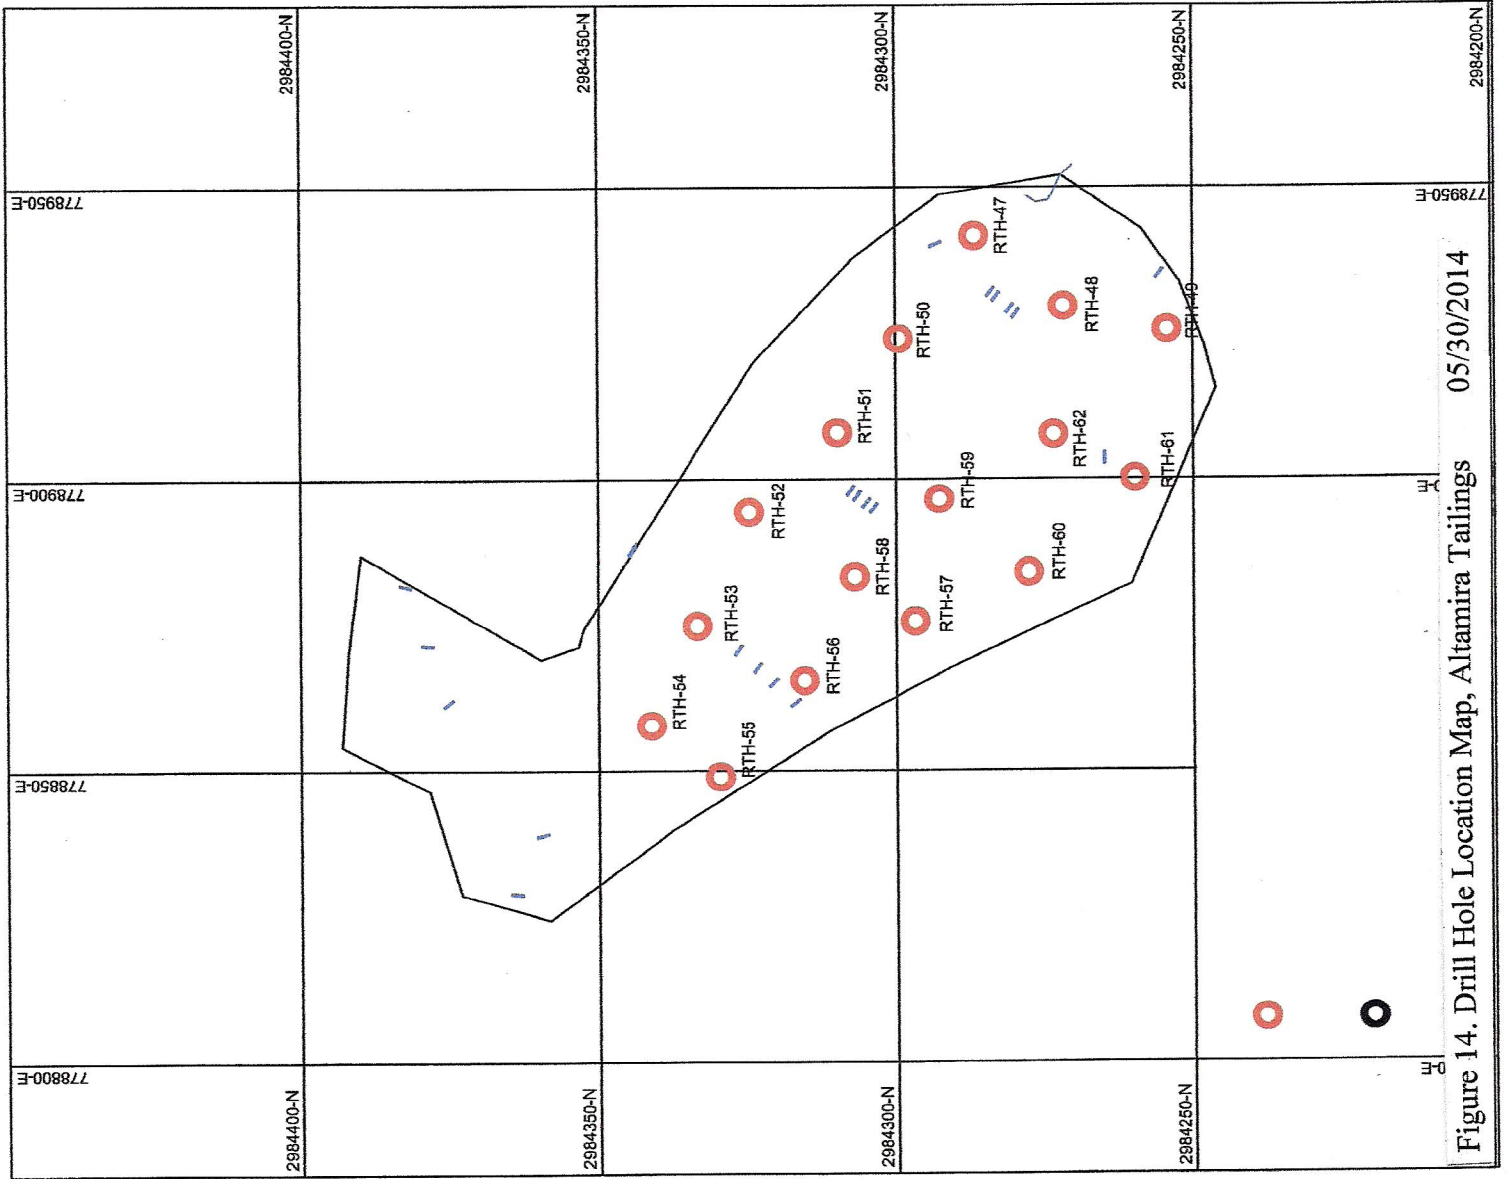 2984400-N
2984350-N
2984300-N
2984250-N
2984200-N
778950-E
778950-E
RTH-47
RTH-48
RTH-49
RTH-50
RTH-51
RTH-62
RTH-61
RTH-59
RTH-52
RTH-58
RTH-60
RTH-57
RTH-53
RTH-56
RTH-54
RTH-55
778900-E
-E
778850-E
778800-E
0-E
2984400-N
2984350-N
2984300-N
2984250-N
Figure 14. Drill Hole Location Map, Altamira Tailings 05/30/2014